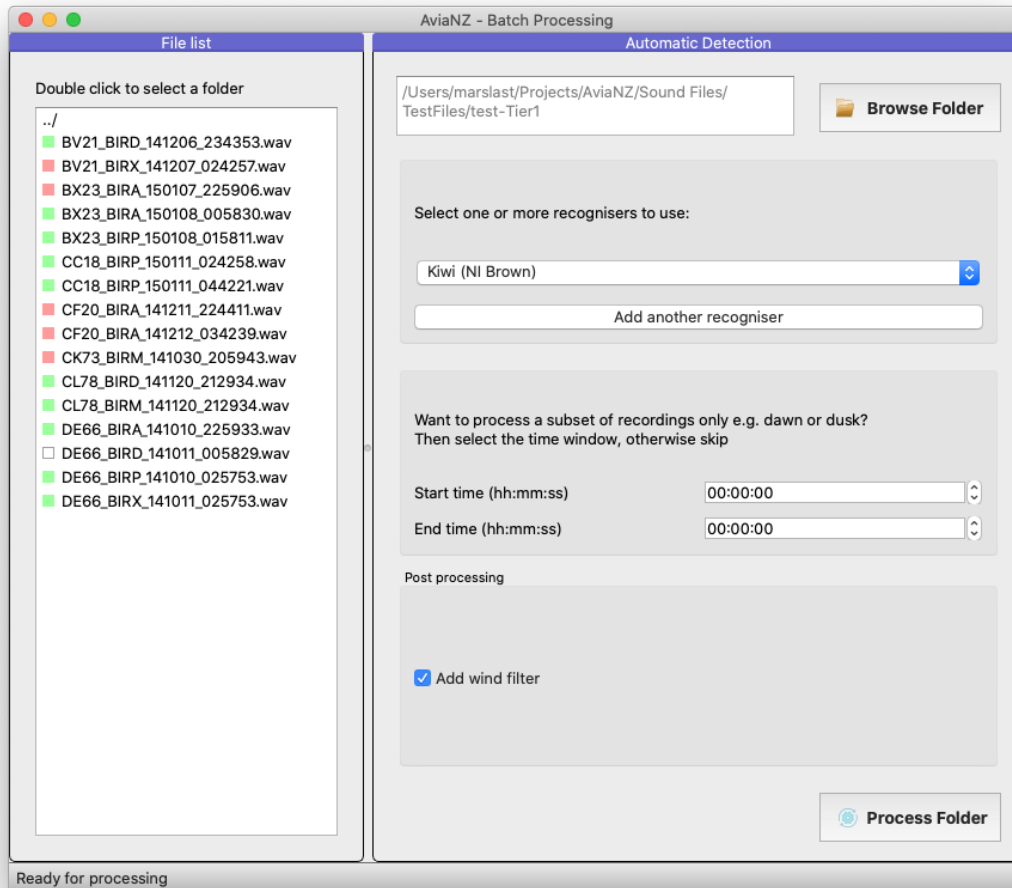 AviaNZ - Batch Processing
File list
Double click to select a folder
../
BV21_BIRD_141206_234353.wav
BV21_BIRX_141207_024257.wav
BX23_BIRA_150107_225906.wav
BX23_BIRA_150108_005830.wav
BX23_BIRP_150108_015811.wav
CC18_BIRP_150111_024258.wav
CC18_BIRP_150111_044221.wav
CF20_BIRA_141211_224411.wav
CF20_BIRA_141212_034239.wav
CK73_BIRM_141030_205943.wav
CL78_BIRD_141120_212934.wav
CL78_BIRM_141120_212934.wav
DE66_BIRA_141010_225933.wav
DE66_BIRD_141011_005829.wav
DE66_BIRP_141010_025753.wav
DE66_BIRX_141011_025753.wav
Automatic Detection
/Users/marslast/Projects/AviaNZ/Sound Files/
TestFiles/test-Tier1
Browse Folder
Select one or more recognisers to use:
Kiwi (NI Brown)
Add another recogniser
Want to process a subset of recordings only e.g. dawn or dusk?
Then select the time window, otherwise skip
Start time (hh:mm:ss) 00:00:00
End time (hh:mm:ss) 00:00:00
Post processing
Add wind filter
Process Folder
Ready for processing